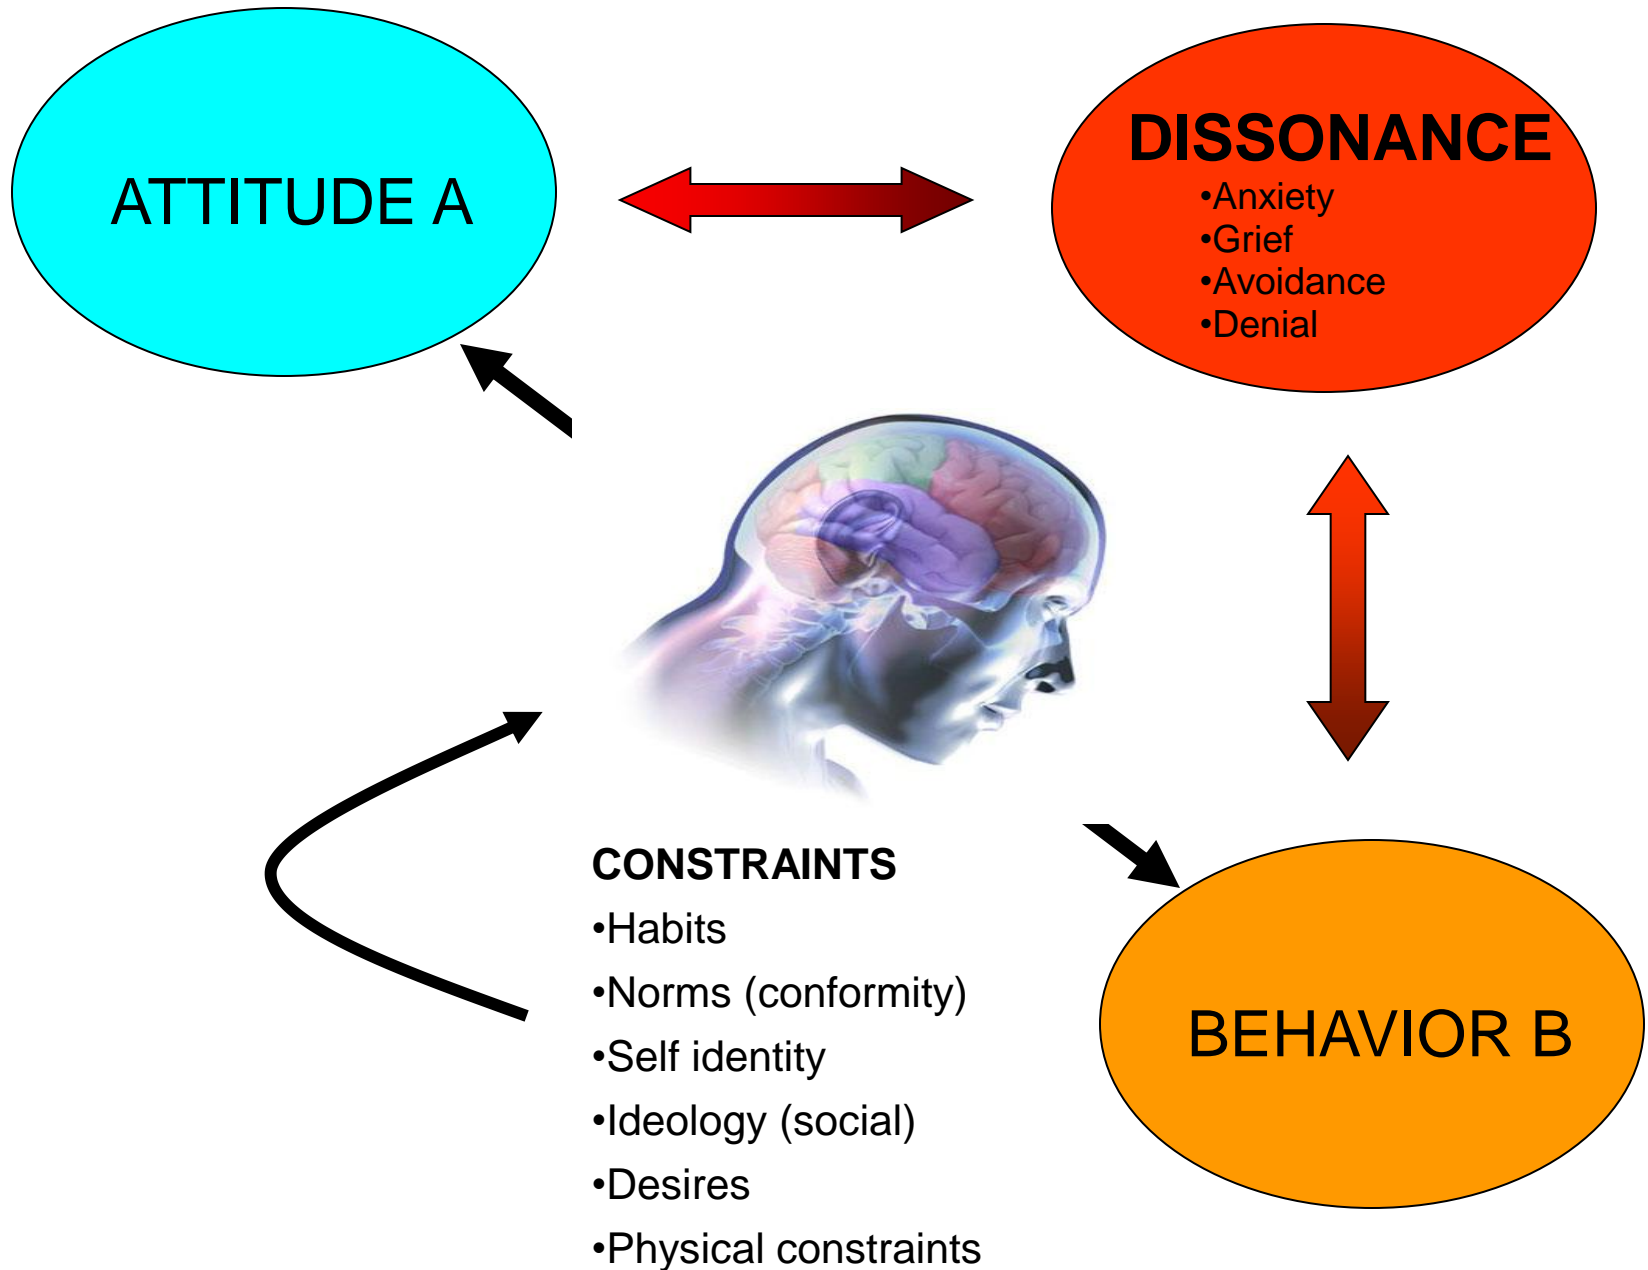 ATTITUDE A
DISSONANCE
•Anxiety
•Grief
•Avoidance
•Denial
CONSTRAINTS
•Habits
•Norms (conformity)
•Self identity
•Ideology (social)
•Desires
•Physical constraints
BEHAVIOR B